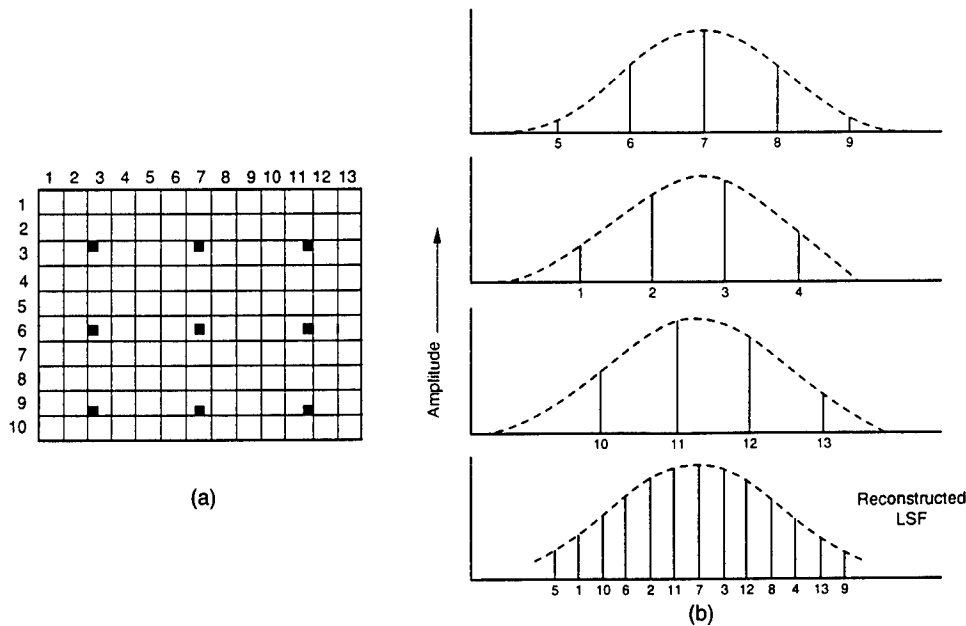 1 2 3 4 5 6 7 8 9 10 11 12 13
1
2
3
4
5
6
7
8
9
10
(a)
Amplitude
5 6 7 8 9
1 2 3 4
10 11 12 13
Reconstructed
LSF
5 1 10 6 2 11 7 3 12 8 4 13 9
(b)